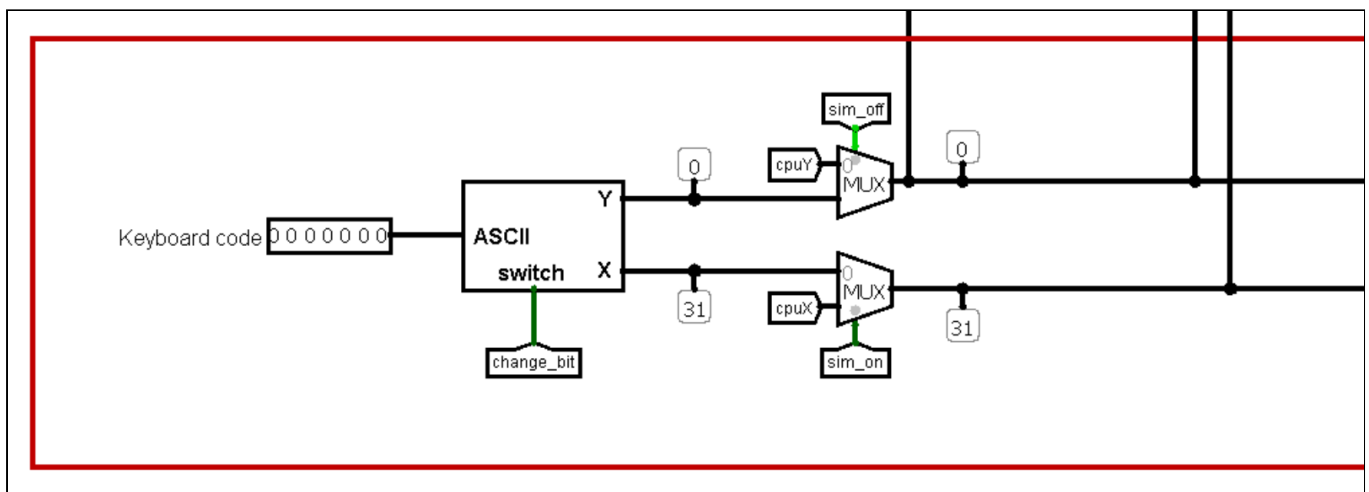 sim_off
cpuY
0
MUX
0
0
Y
Keyboard code 0 0 0 0 0 0 0
ASCII
switch
X
31
0
MUX
cpuX
31
change_bit
sim_on